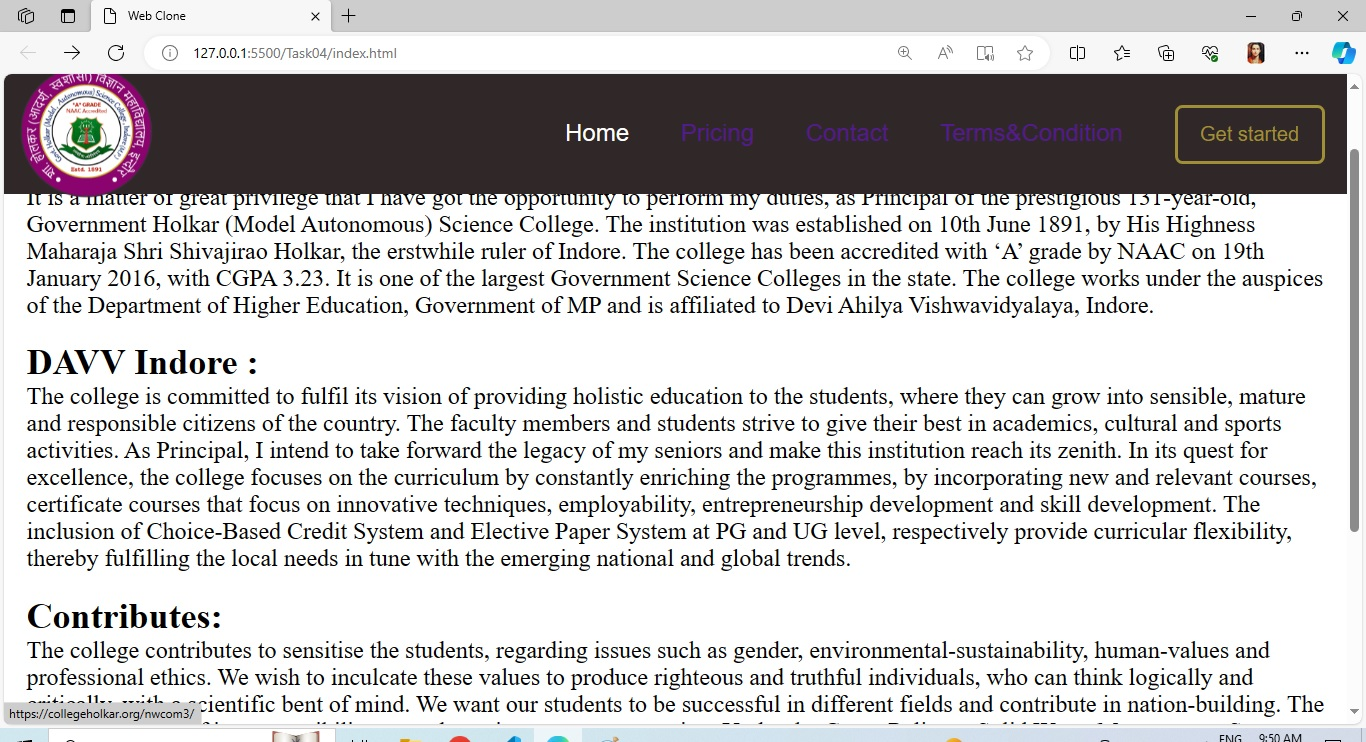 Web Clone
127.0.0.1:5500/Task04/index.html
शा. होलकर (आदर्श, स्वशासी) विज्ञान महाविद्यालय, इन्दौर
Govt. Holkar (Model, Autonomous) Science College, Indore (M.P.)
"A" GRADE
NAAC Accredited
Estd. 1891
Home Pricing Contact Terms&Condition Get started
It is a matter of great privilege that I have got the opportunity to perform my duties, as Principal of the prestigious 131-year-old,
Government Holkar (Model Autonomous) Science College. The institution was established on 10th June 1891, by His Highness
Maharaja Shri Shivajirao Holkar, the erstwhile ruler of Indore. The college has been accredited with ‘A’ grade by NAAC on 19th
January 2016, with CGPA 3.23. It is one of the largest Government Science Colleges in the state. The college works under the auspices
of the Department of Higher Education, Government of MP and is affiliated to Devi Ahilya Vishwavidyalaya, Indore.
DAVV Indore :
The college is committed to fulfil its vision of providing holistic education to the students, where they can grow into sensible, mature
and responsible citizens of the country. The faculty members and students strive to give their best in academics, cultural and sports
activities. As Principal, I intend to take forward the legacy of my seniors and make this institution reach its zenith. In its quest for
excellence, the college focuses on the curriculum by constantly enriching the programmes, by incorporating new and relevant courses,
certificate courses that focus on innovative techniques, employability, entrepreneurship development and skill development. The
inclusion of Choice-Based Credit System and Elective Paper System at PG and UG level, respectively provide curricular flexibility,
thereby fulfilling the local needs in tune with the emerging national and global trends.
Contributes:
The college contributes to sensitise the students, regarding issues such as gender, environmental-sustainability, human-values and
professional ethics. We wish to inculcate these values to produce righteous and truthful individuals, who can think logically and
critically, with a scientific bent of mind. We want our students to be successful in different fields and contribute in nation-building. The
https://collegeholkar.org/nwcom3/
ENG 9:50 AM